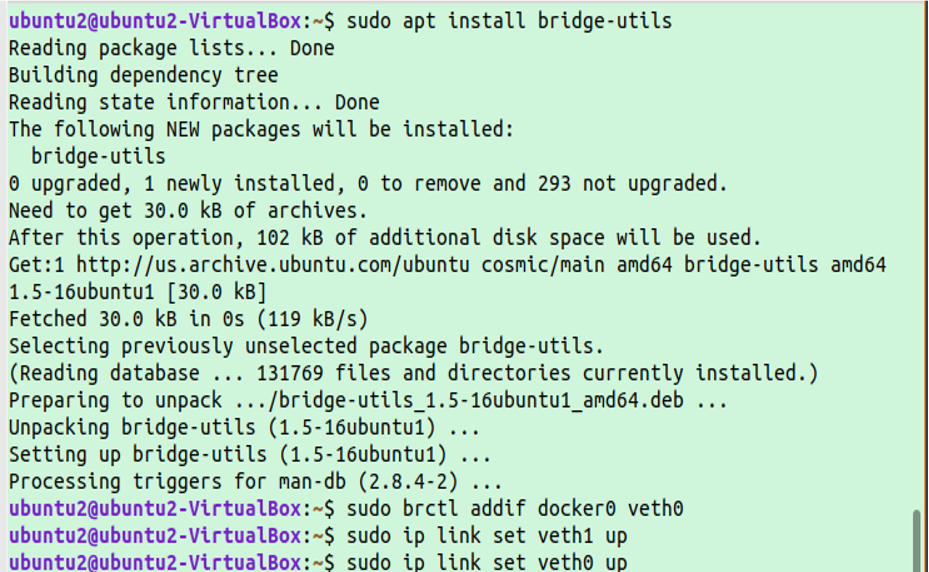 ubuntu2@ubuntu2-VirtualBox:~$ sudo apt install bridge-utils
Reading package lists... Done
Building dependency tree
Reading state information... Done
The following NEW packages will be installed:
  bridge-utils
0 upgraded, 1 newly installed, 0 to remove and 293 not upgraded.
Need to get 30.0 kB of archives.
After this operation, 102 kB of additional disk space will be used.
Get:1 http://us.archive.ubuntu.com/ubuntu cosmic/main amd64 bridge-utils amd64
1.5-16ubuntu1 [30.0 kB]
Fetched 30.0 kB in 0s (119 kB/s)
Selecting previously unselected package bridge-utils.
(Reading database ... 131769 files and directories currently installed.)
Preparing to unpack .../bridge-utils_1.5-16ubuntu1_amd64.deb ...
Unpacking bridge-utils (1.5-16ubuntu1) ...
Setting up bridge-utils (1.5-16ubuntu1) ...
Processing triggers for man-db (2.8.4-2) ...
ubuntu2@ubuntu2-VirtualBox:~$ sudo brctl addif docker0 veth0
ubuntu2@ubuntu2-VirtualBox:~$ sudo ip link set veth1 up
ubuntu2@ubuntu2-VirtualBox:~$ sudo ip link set veth0 up